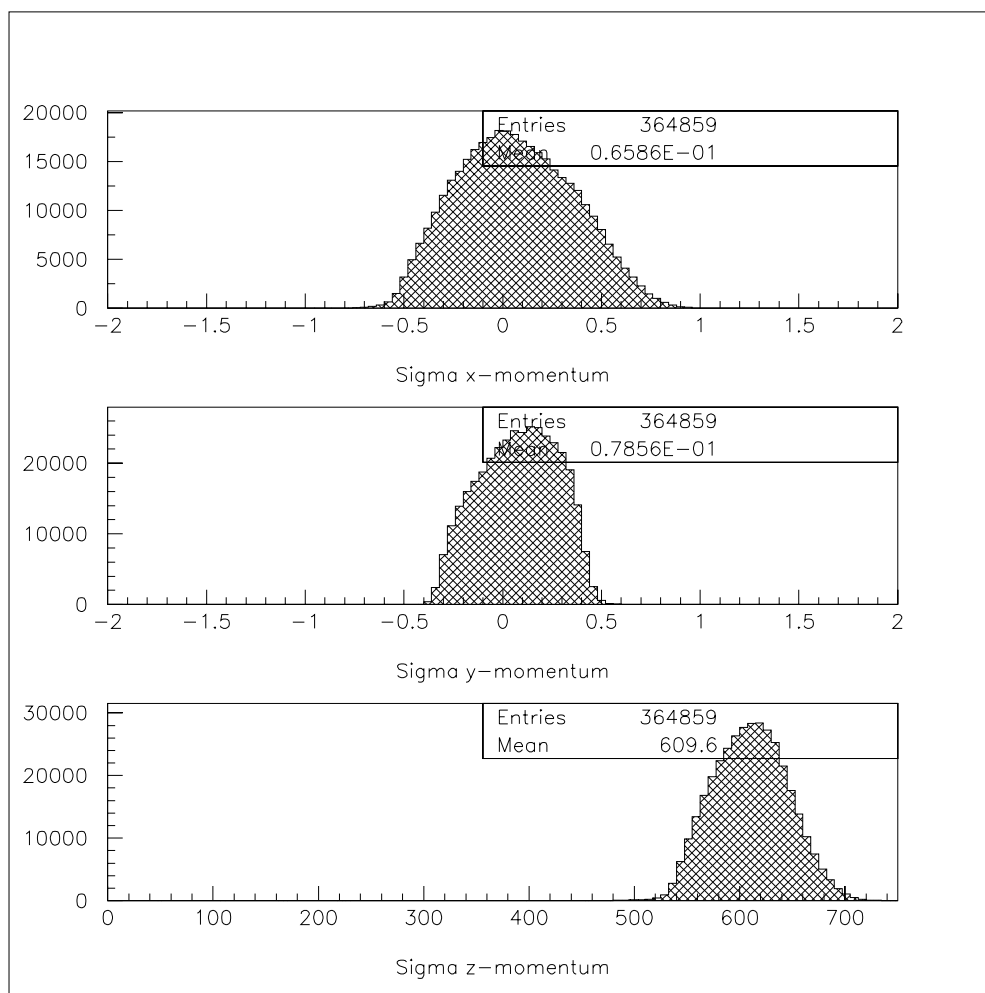 20000
15000
10000
5000
0
Entries 364859
Mean 0.6586E-01
-2 -1.5 -1 -0.5 0 0.5 1 1.5 2
Sigma x-momentum
20000
10000
0
Entries 364859
Mean 0.7856E-01
-2 -1.5 -1 -0.5 0 0.5 1 1.5 2
Sigma y-momentum
30000
20000
10000
0
Entries 364859
Mean 609.6
0 100 200 300 400 500 600 700
Sigma z-momentum